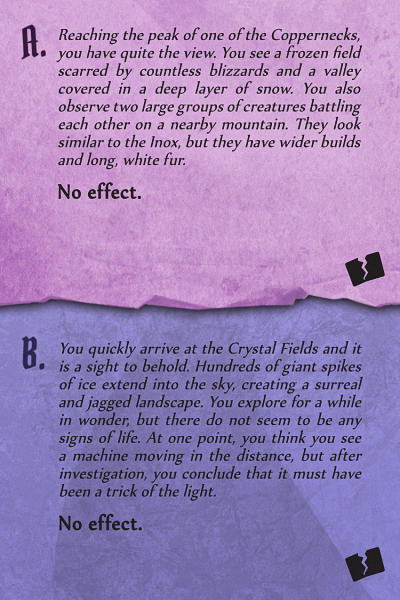 A.
Reaching the peak of one of the Coppernecks,
you have quite the view. You see a frozen field
scarred by countless blizzards and a valley
covered in a deep layer of snow. You also
observe two large groups of creatures battling
each other on a nearby mountain. They look
similar to the Inox, but they have wider builds
and long, white fur.
No effect.
B.
You quickly arrive at the Crystal Fields and it
is a sight to behold. Hundreds of giant spikes
of ice extend into the sky, creating a surreal
and jagged landscape. You explore for a while
in wonder, but there do not seem to be any
signs of life. At one point, you think you see
a machine moving in the distance, but after
investigation, you conclude that it must have
been a trick of the light.
No effect.